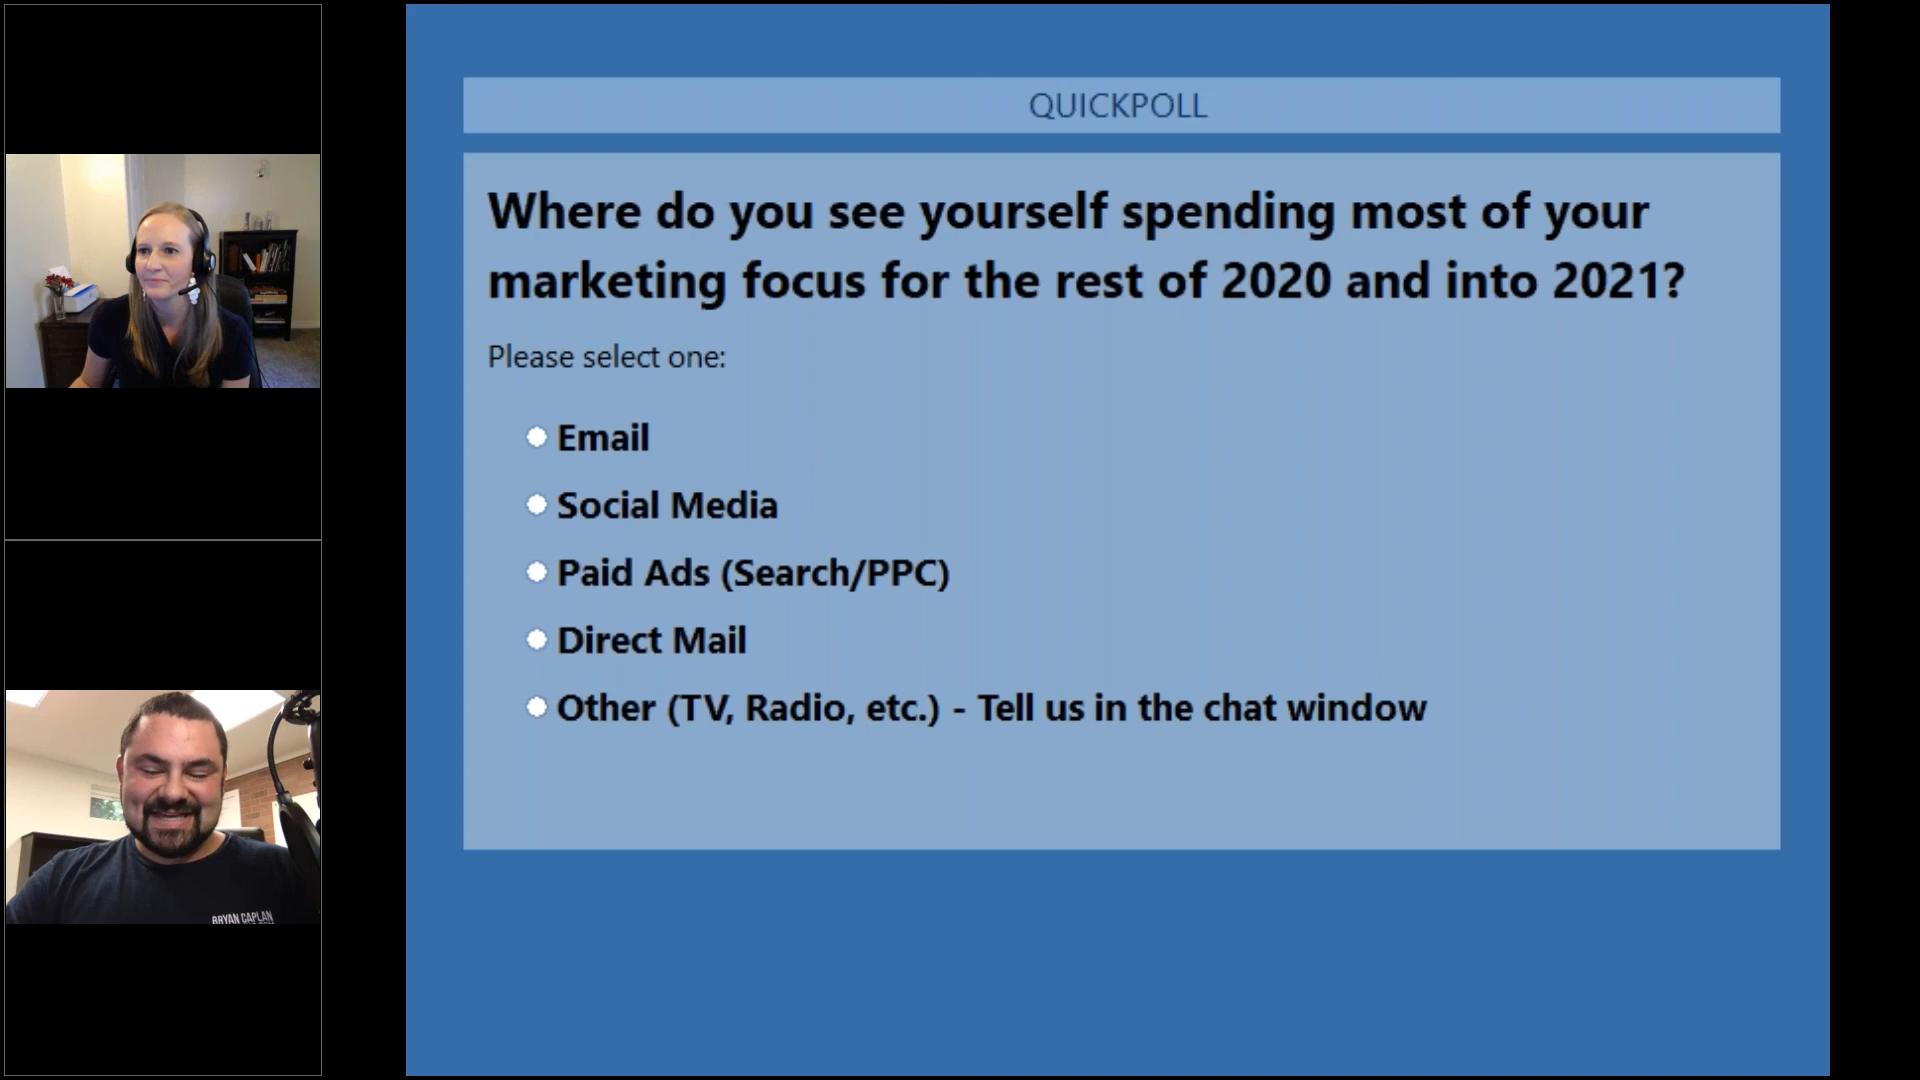 QUICKPOLL
Where do you see yourself spending most of your
marketing focus for the rest of 2020 and into 2021?
Please select one:
Email
Social Media
Paid Ads (Search/PPC)
Direct Mail
Other (TV, Radio, etc.) - Tell us in the chat window
BRYAN CAPLAN